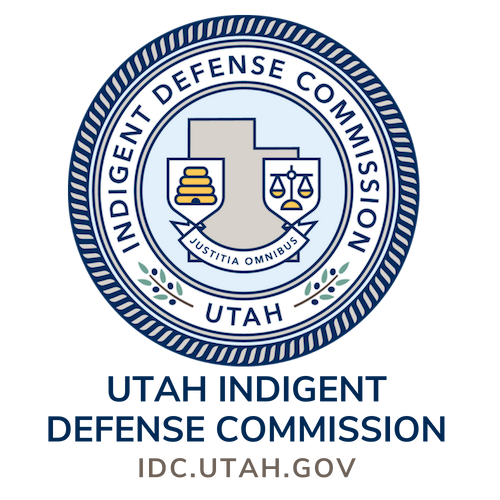 INDIGENT DEFENSE COMMISSION
JUSTITIA OMNIBUS
UTAH
UTAH INDIGENT
DEFENSE COMMISSION
IDC.UTAH.GOV